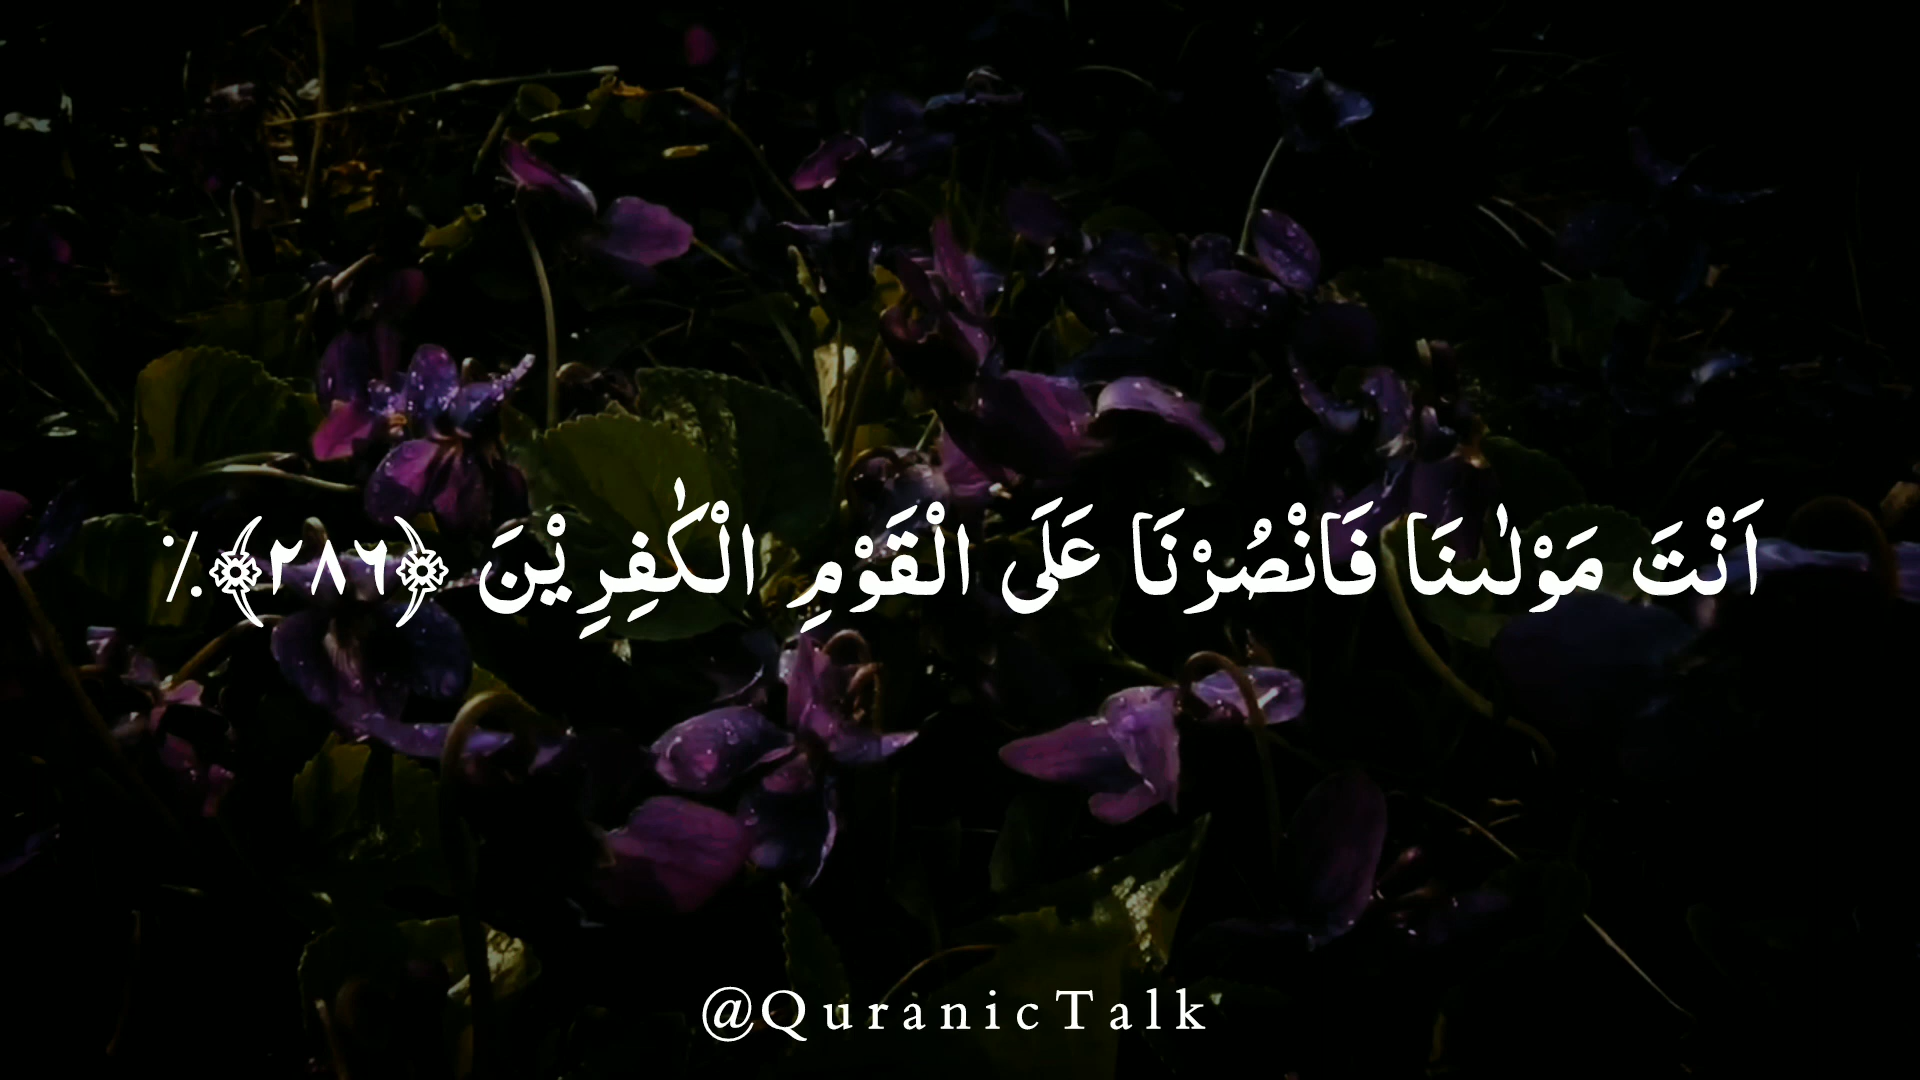 اَنْتَ مَوْلٰىنَا فَانْصُرْنَا عَلَى الْقَوْمِ الْكٰفِرِيْنَ ﴿۲۸۶﴾٪
@QuranicTalk